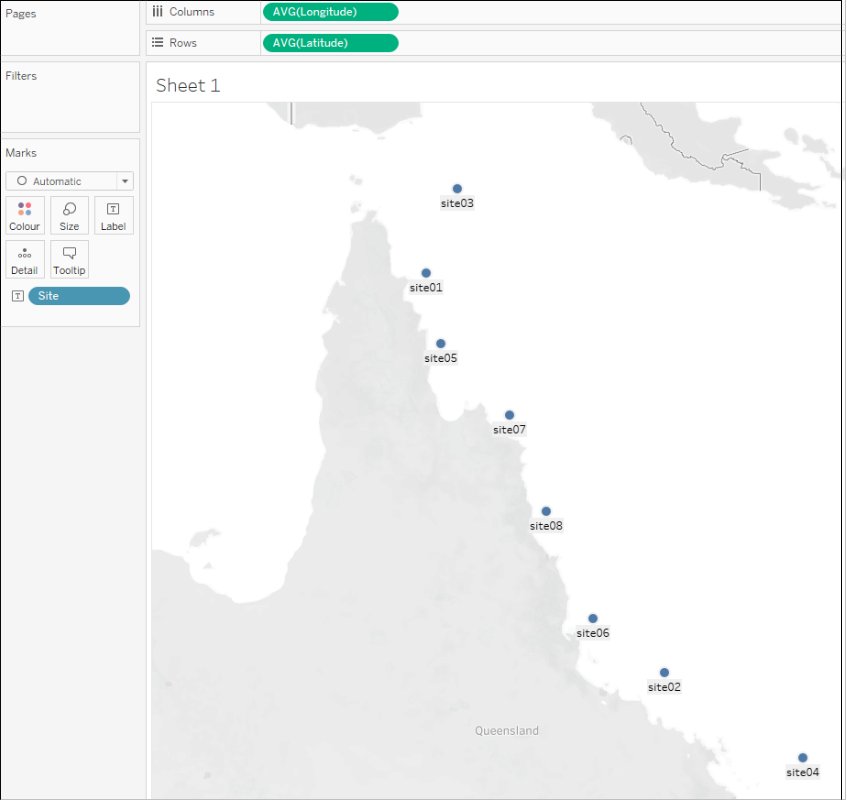 Pages
Columns
AVG(Longitude)
Rows
AVG(Latitude)
Filters
Sheet 1
Marks
Automatic
Colour
Size
T
Label
Detail
Tooltip
T
Site
site03
site01
site05
site07
site08
site06
site02
Queensland
site04